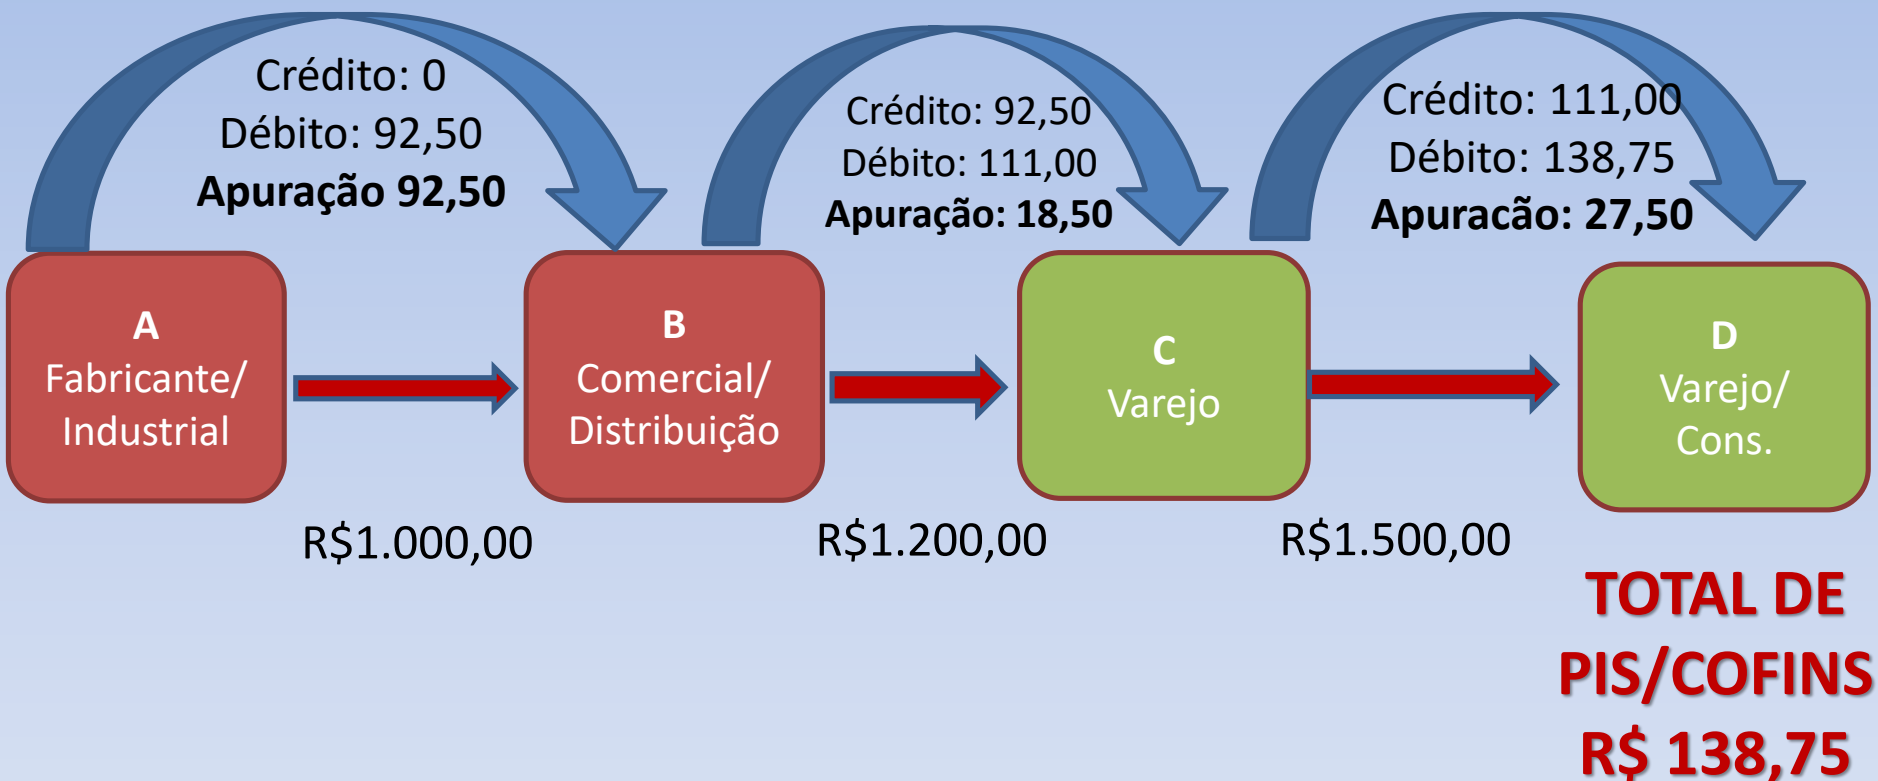 Crédito: 0
Débito: 92,50
Apuração 92,50
Crédito: 92,50
Débito: 111,00
Apuração: 18,50
Crédito: 111,00
Débito: 138,75
Apuracão: 27,50
A
Fabricante/
Industrial
B
Comercial/
Distribuição
C
Varejo
D
Varejo/
Cons.
R$1.000,00
R$1.200,00
R$1.500,00
TOTAL DE
PIS/COFINS
R$ 138,75